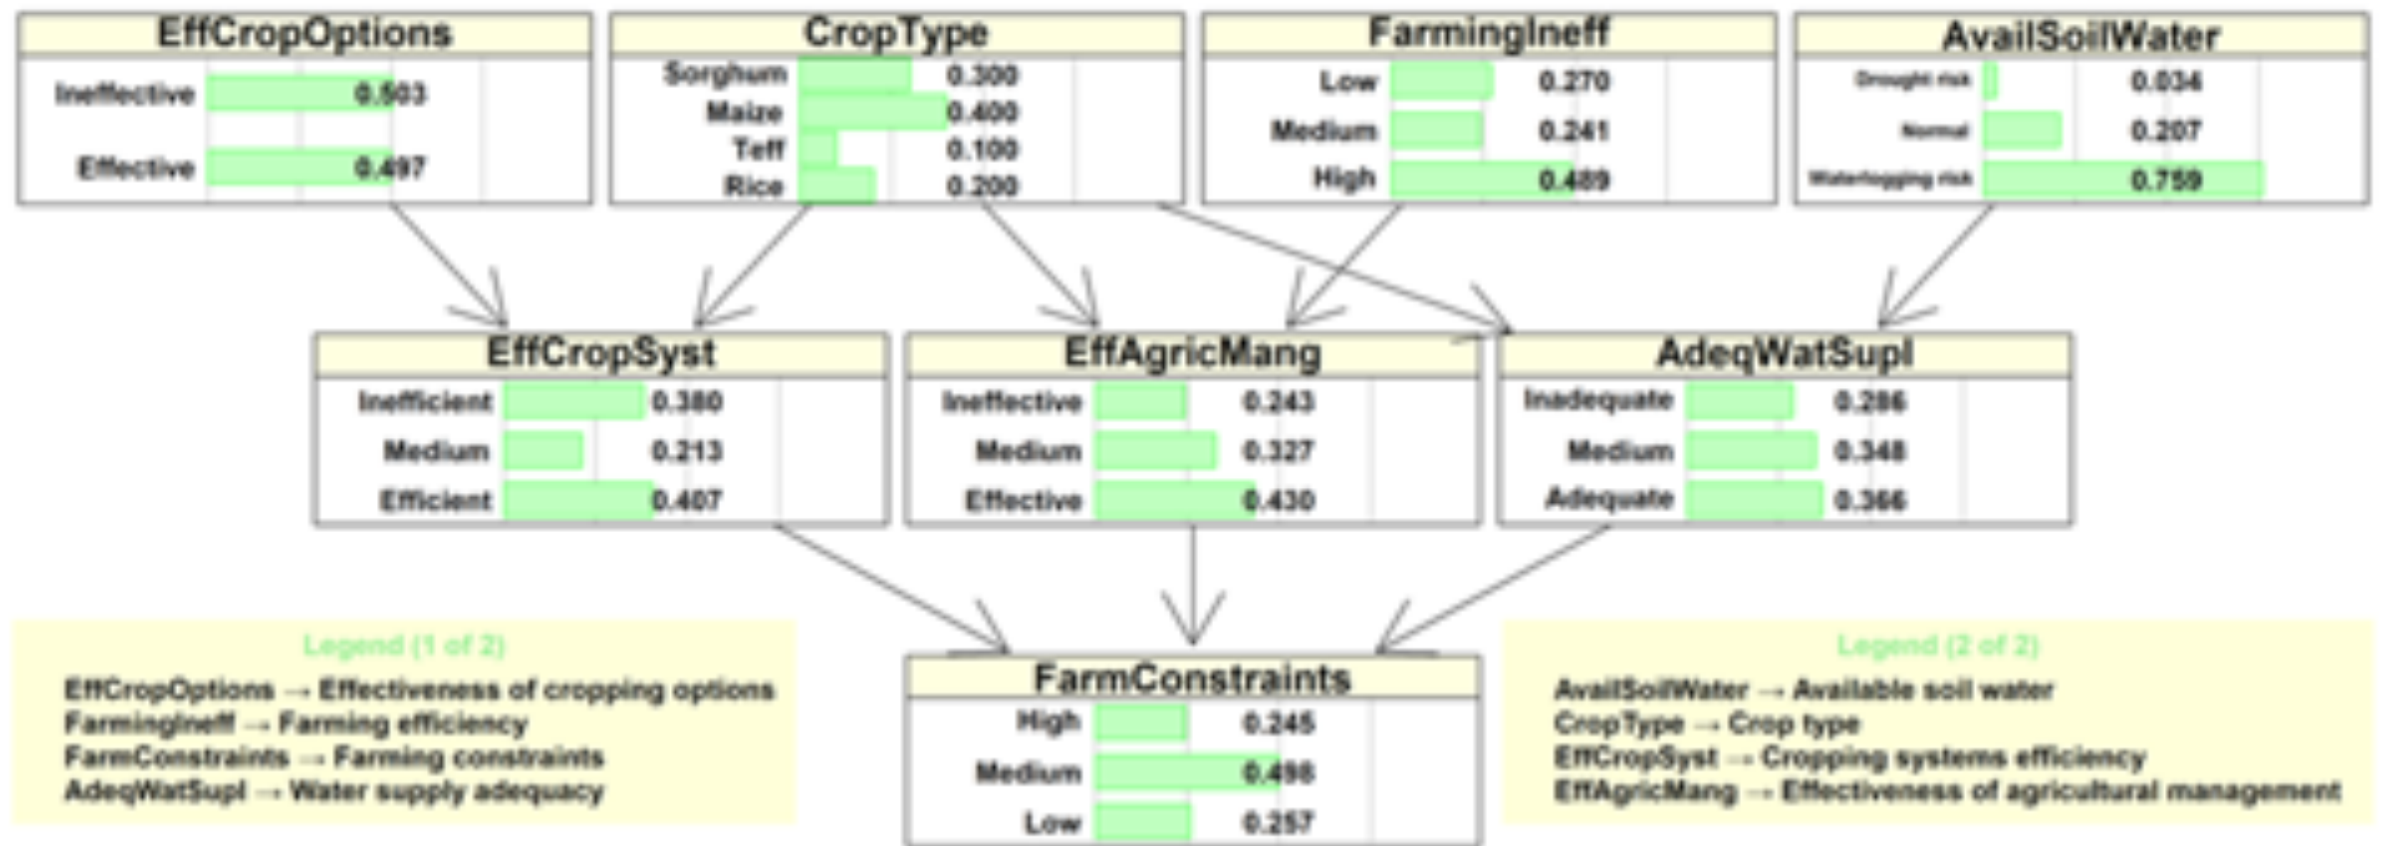 EffCropOptions
Ineffective 0.503
Effective 0.497
CropType
Sorghum 0.300
Maize 0.400
Teff 0.100
Rice 0.200
FarmingIneff
Low 0.270
Medium 0.241
High 0.489
AvailSoilWater
Drought risk 0.034
Normal 0.207
Waterlogging risk 0.759
EffCropSyst
Inefficient 0.380
Medium 0.213
Efficient 0.407
EffAgricMang
Ineffective 0.243
Medium 0.327
Effective 0.430
AdeqWatSupl
Inadequate 0.286
Medium 0.348
Adequate 0.366
FarmConstraints
High 0.245
Medium 0.498
Low 0.257
Legend (1 of 2)
EffCropOptions → Effectiveness of cropping options
FarmingIneff → Farming efficiency
FarmConstraints → Farming constraints
AdeqWatSupl → Water supply adequacy
Legend (2 of 2)
AvailSoilWater → Available soil water
CropType → Crop type
EffCropSyst → Cropping systems efficiency
EffAgricMang → Effectiveness of agricultural management